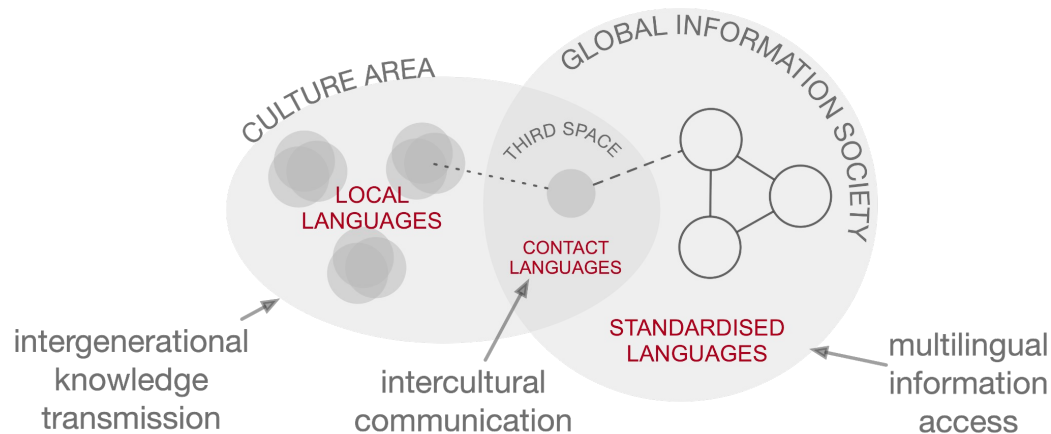 CULTURE AREA
GLOBAL INFORMATION SOCIETY
THIRD SPACE
LOCAL
LANGUAGES
CONTACT
LANGUAGES
STANDARDISED
LANGUAGES
intergenerational
knowledge
transmission
intercultural
communication
multilingual
information
access